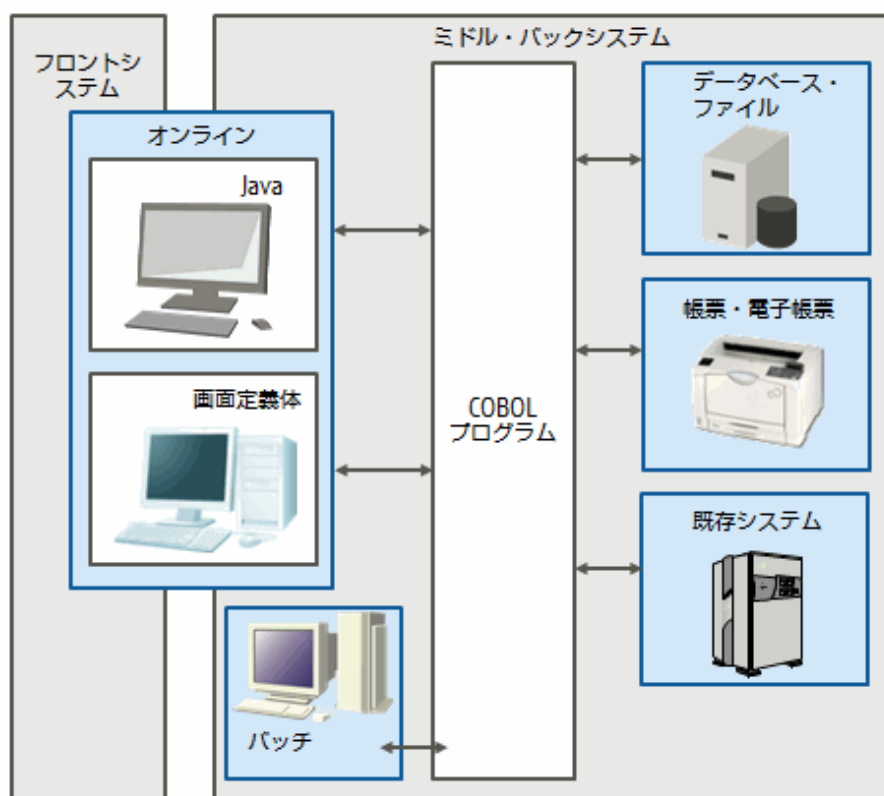 フロントシ
ステム
ミドル・バックシステム
オンライン
Java
画面定義体
バッチ
COBOL
プログラム
データベース・
ファイル
帳票・電子帳票
既存システム